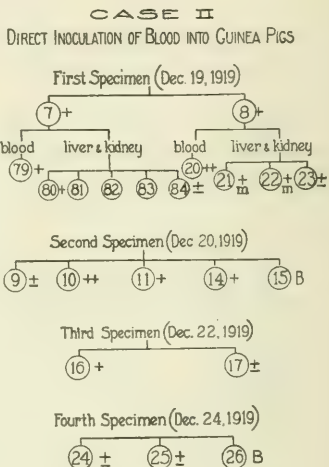 CASE II
DIRECT INOCULATION OF BLOOD INTO GUINEA PIGS
First Specimen (Dec. 19, 1919)
7 + 8 +
blood liver & kidney blood liver & kidney
79 + 80 + 81 82 83 84 ± 20 ++ 21 + m 22 + m 23 ±
Second Specimen (Dec 20, 1919)
9 ± 10 ++ 11 + 14 + 15 B
Third Specimen (Dec. 22, 1919)
16 + 17 ±
Fourth Specimen (Dec. 24, 1919)
24 ± 25 ± 26 B